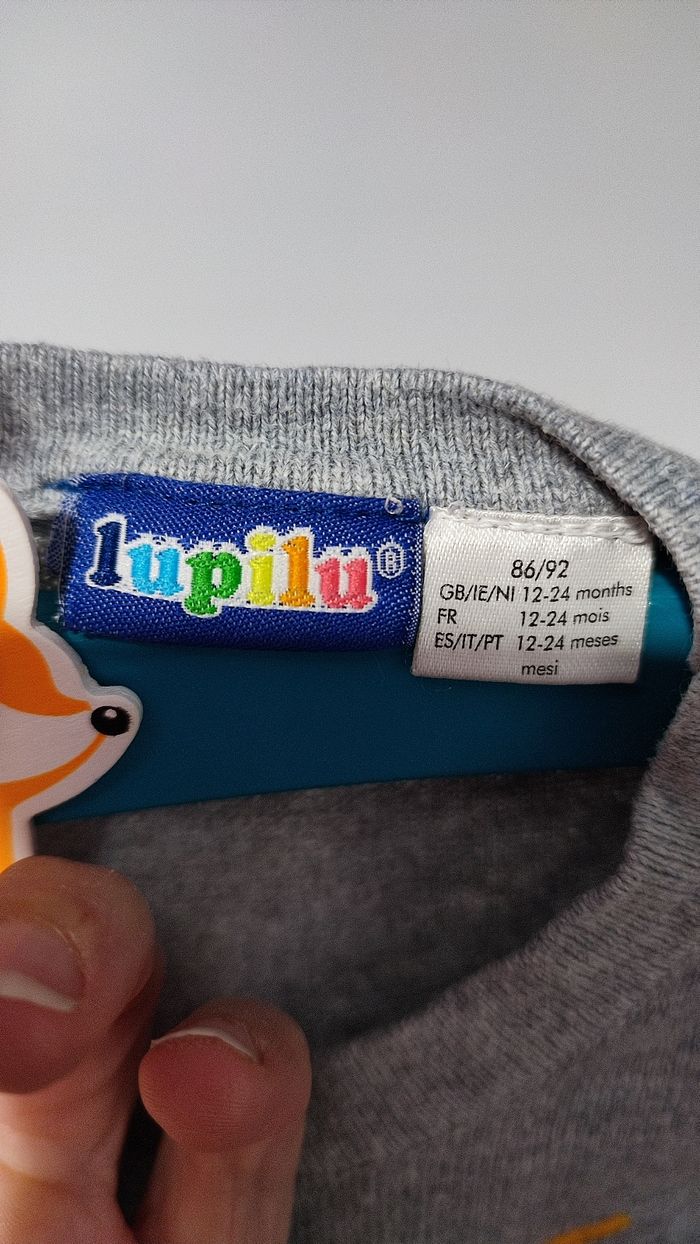 lupilu®
86/92
GB/IE/NI 12-24 months
FR 12-24 mois
ES/IT/PT 12-24 meses
mesi